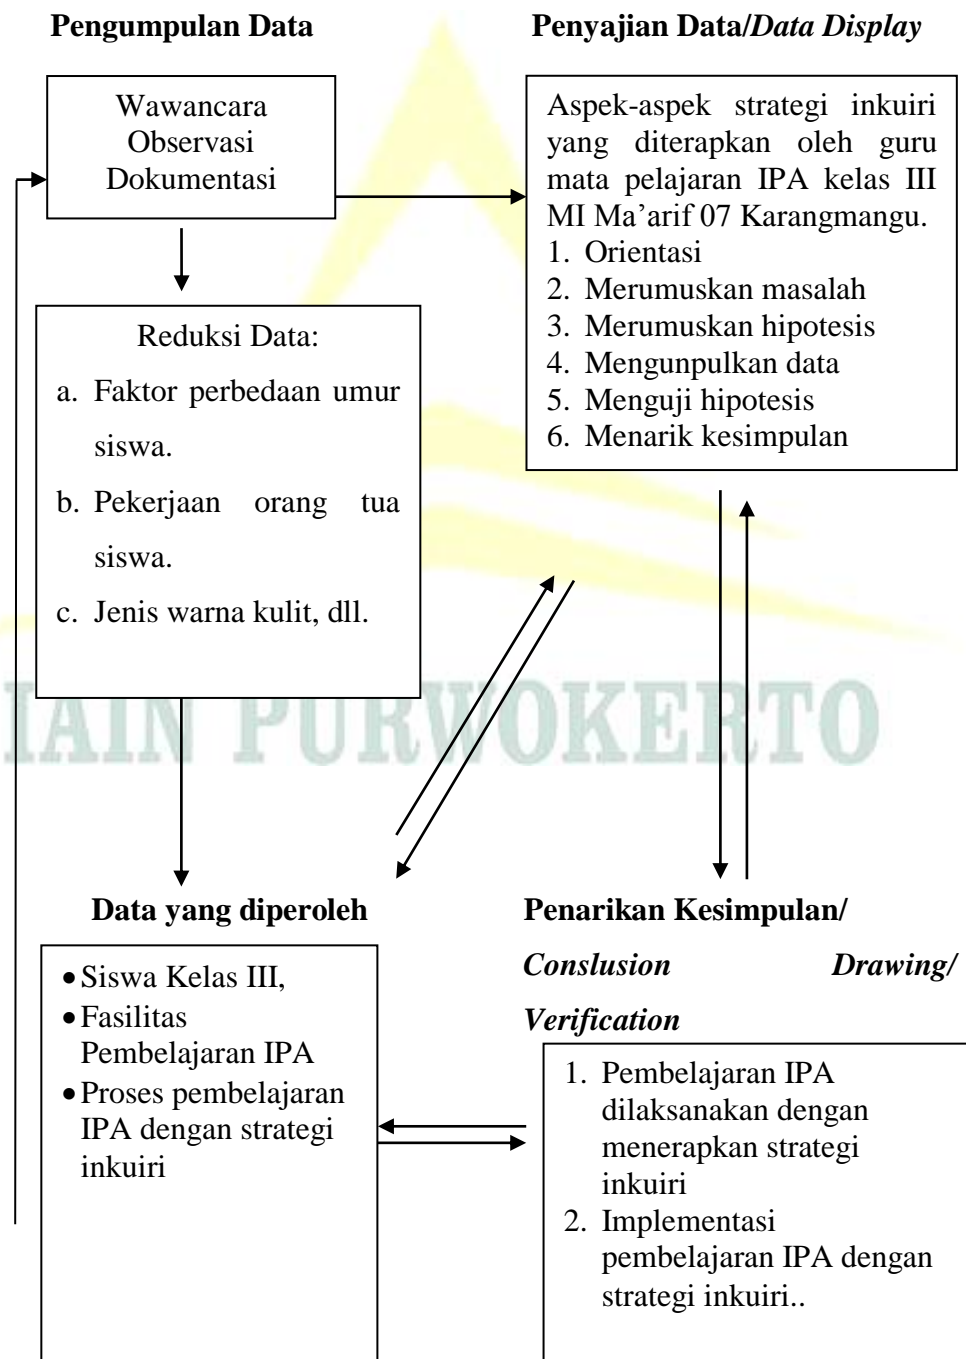 Pengumpulan Data
Wawancara
Observasi
Dokumentasi
Reduksi Data:
a. Faktor perbedaan umur
siswa.
b. Pekerjaan orang tua
siswa.
c. Jenis warna kulit, dll.
Penyajian Data/Data Display
Aspek-aspek strategi inkuiri
yang diterapkan oleh guru
mata pelajaran IPA kelas III
MI Ma’arif 07 Karangmangu.
1. Orientasi
2. Merumuskan masalah
3. Merumuskan hipotesis
4. Mengunpulkan data
5. Menguji hipotesis
6. Menarik kesimpulan
IAIN PURWOKERTO
Data yang diperoleh
• Siswa Kelas III,
• Fasilitas
Pembelajaran IPA
• Proses pembelajaran
IPA dengan strategi
inkuiri
Penarikan Kesimpulan/
Conslusion Drawing/
Verification
1. Pembelajaran IPA
dilaksanakan dengan
menerapkan strategi
inkuiri
2. Implementasi
pembelajaran IPA dengan
strategi inkuiri..